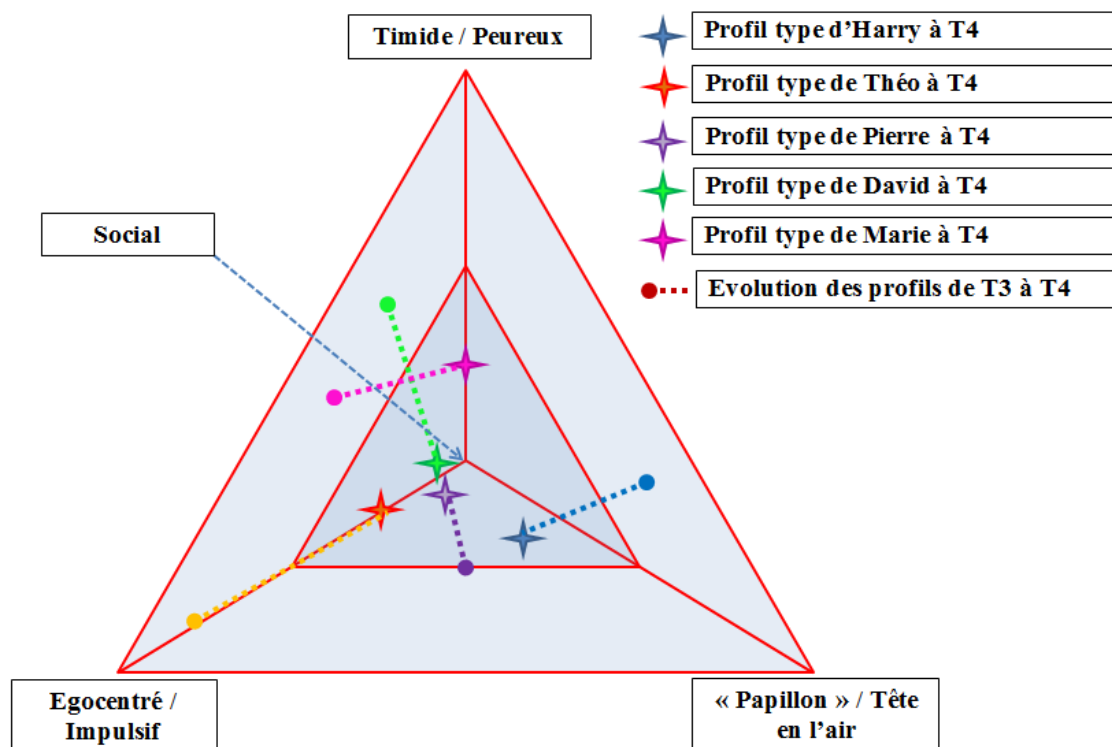 Timide / Peureux
Profil type d’Harry à T4
Profil type de Théo à T4
Profil type de Pierre à T4
Profil type de David à T4
Profil type de Marie à T4
Evolution des profils de T3 à T4
Social
Egocentré /
Impulsif
« Papillon » / Tête
en l’air